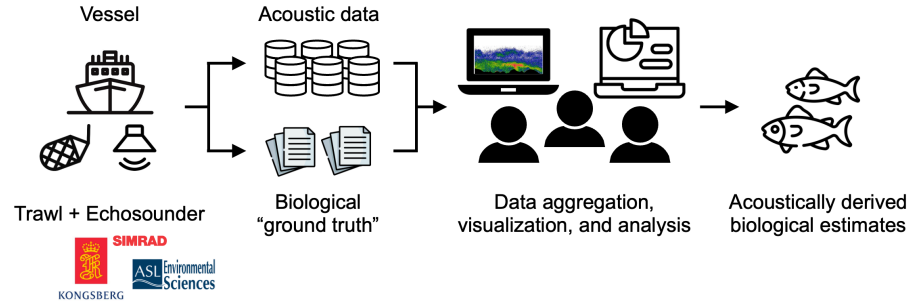 Vessel
Acoustic data
Trawl + Echosounder
Biological
“ground truth”
Data aggregation,
visualization, and analysis
Acoustically derived
biological estimates
SIMRAD
KONGSBERG
ASL Environmental
Sciences